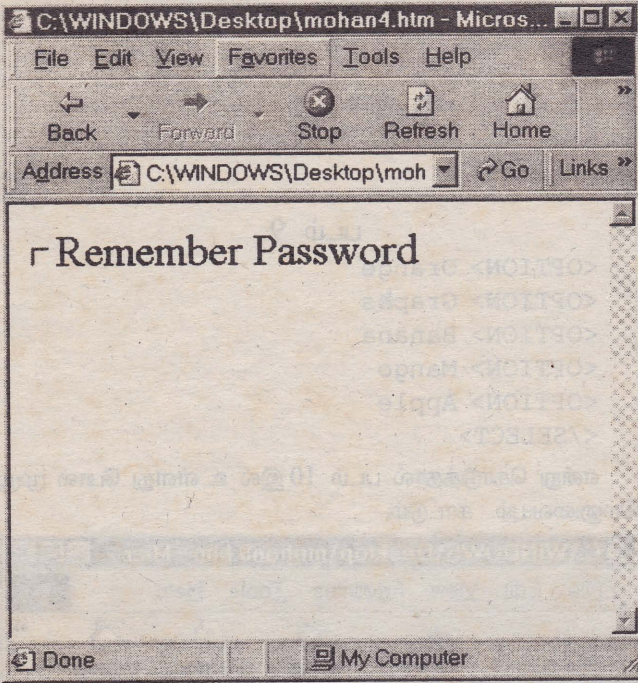 C:\WINDOWS\Desktop\mohan4.htm - Micros...
File Edit View Favorites Tools Help
Back Forward Stop Refresh Home »
Address C:\WINDOWS\Desktop\moh Go Links »
Remember Password
<OPTION> Orange
<OPTION> Graphs
<OPTION> Banana
<OPTION> Mango
<OPTION> Apple
</SELECT>
Done My Computer